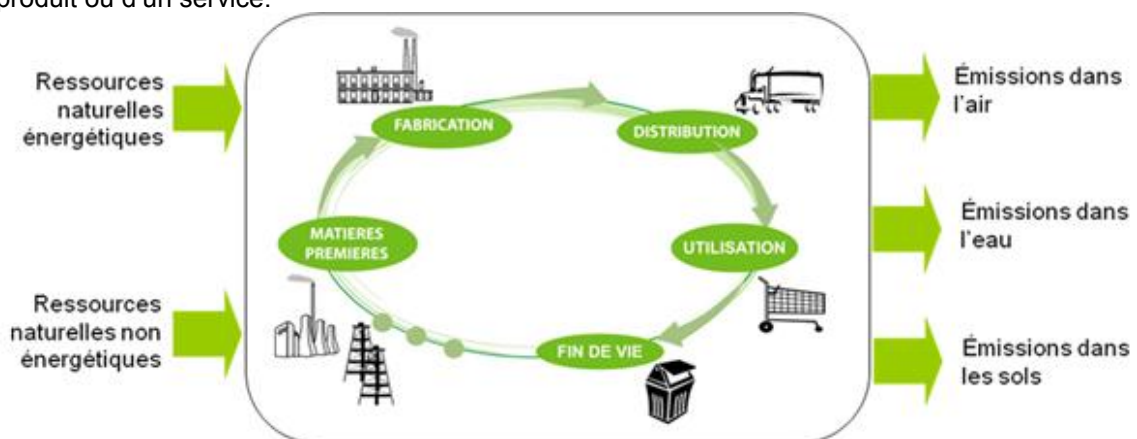 produit ou d'un service.
Ressources
naturelles
énergétiques
Ressources
naturelles non
énergétiques
FABRICATION
DISTRIBUTION
MATIERES
PREMIERES
UTILISATION
FIN DE VIE
Émissions dans
l'air
Émissions dans
l'eau
Émissions dans
les sols